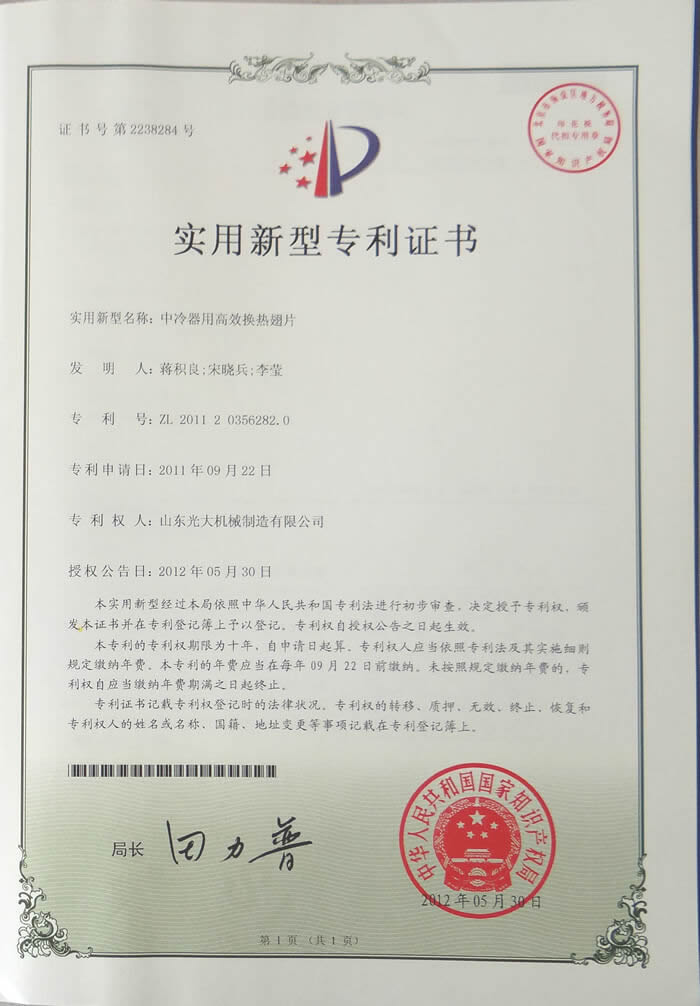 证书号第2238284号
印花税
代扣专用章
实用新型专利证书
实用新型名称：中冷器用高效换热翅片
发明人：蒋积良;宋晓兵;李莹
专利号：ZL 2011 2 0356282.0
专利申请日：2011年09月22日
专利权人：山东光大机械制造有限公司
授权公告日：2012年05月30日
本实用新型经过本局依照中华人民共和国专利法进行初步审查，决定授予专利权，颁
发本证书并在专利登记簿上予以登记。专利权自授权公告之日起生效。
本专利的专利权期限为十年，自申请日起算。专利权人应当依照专利法及其实施细则
规定缴纳年费。本专利的年费应当在每年09月22日前缴纳。未按照规定缴纳年费的，专
利权自应当缴纳年费期满之日起终止。
专利证书记载专利权登记时的法律状况。专利权的转移、质押、无效、终止、恢复和
专利权人的姓名或名称、国籍、地址变更等事项记载在专利登记簿上。
局长
田力普
中华人民共和国国家知识产权局
2012年05月30日
第1页（共1页）